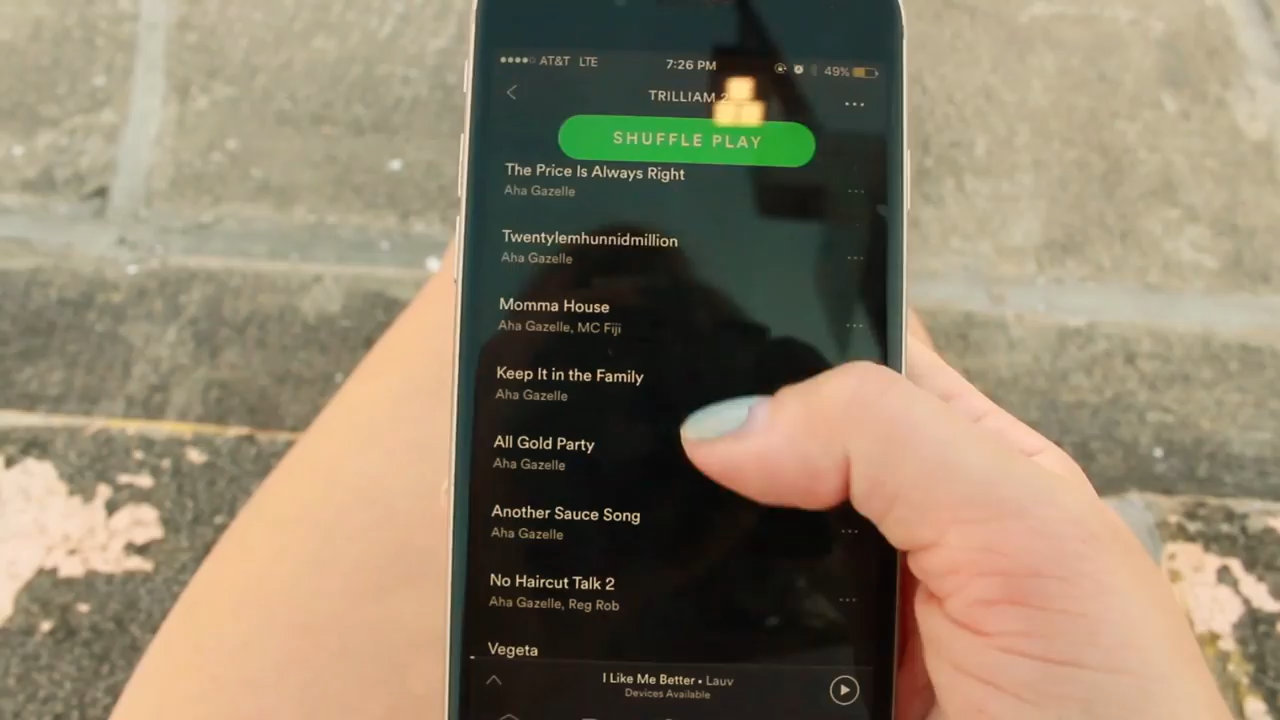 AT&T LTE 7:26 PM 49%
TRILLIAM 2
SHUFFLE PLAY
The Price Is Always Right
Aha Gazelle
Twentylemhunnidmillion
Aha Gazelle
Momma House
Aha Gazelle, MC Fiji
Keep It in the Family
Aha Gazelle
All Gold Party
Aha Gazelle
Another Sauce Song
Aha Gazelle
No Haircut Talk 2
Aha Gazelle, Reg Rob
Vegeta
I Like Me Better • Lauv
Devices Available